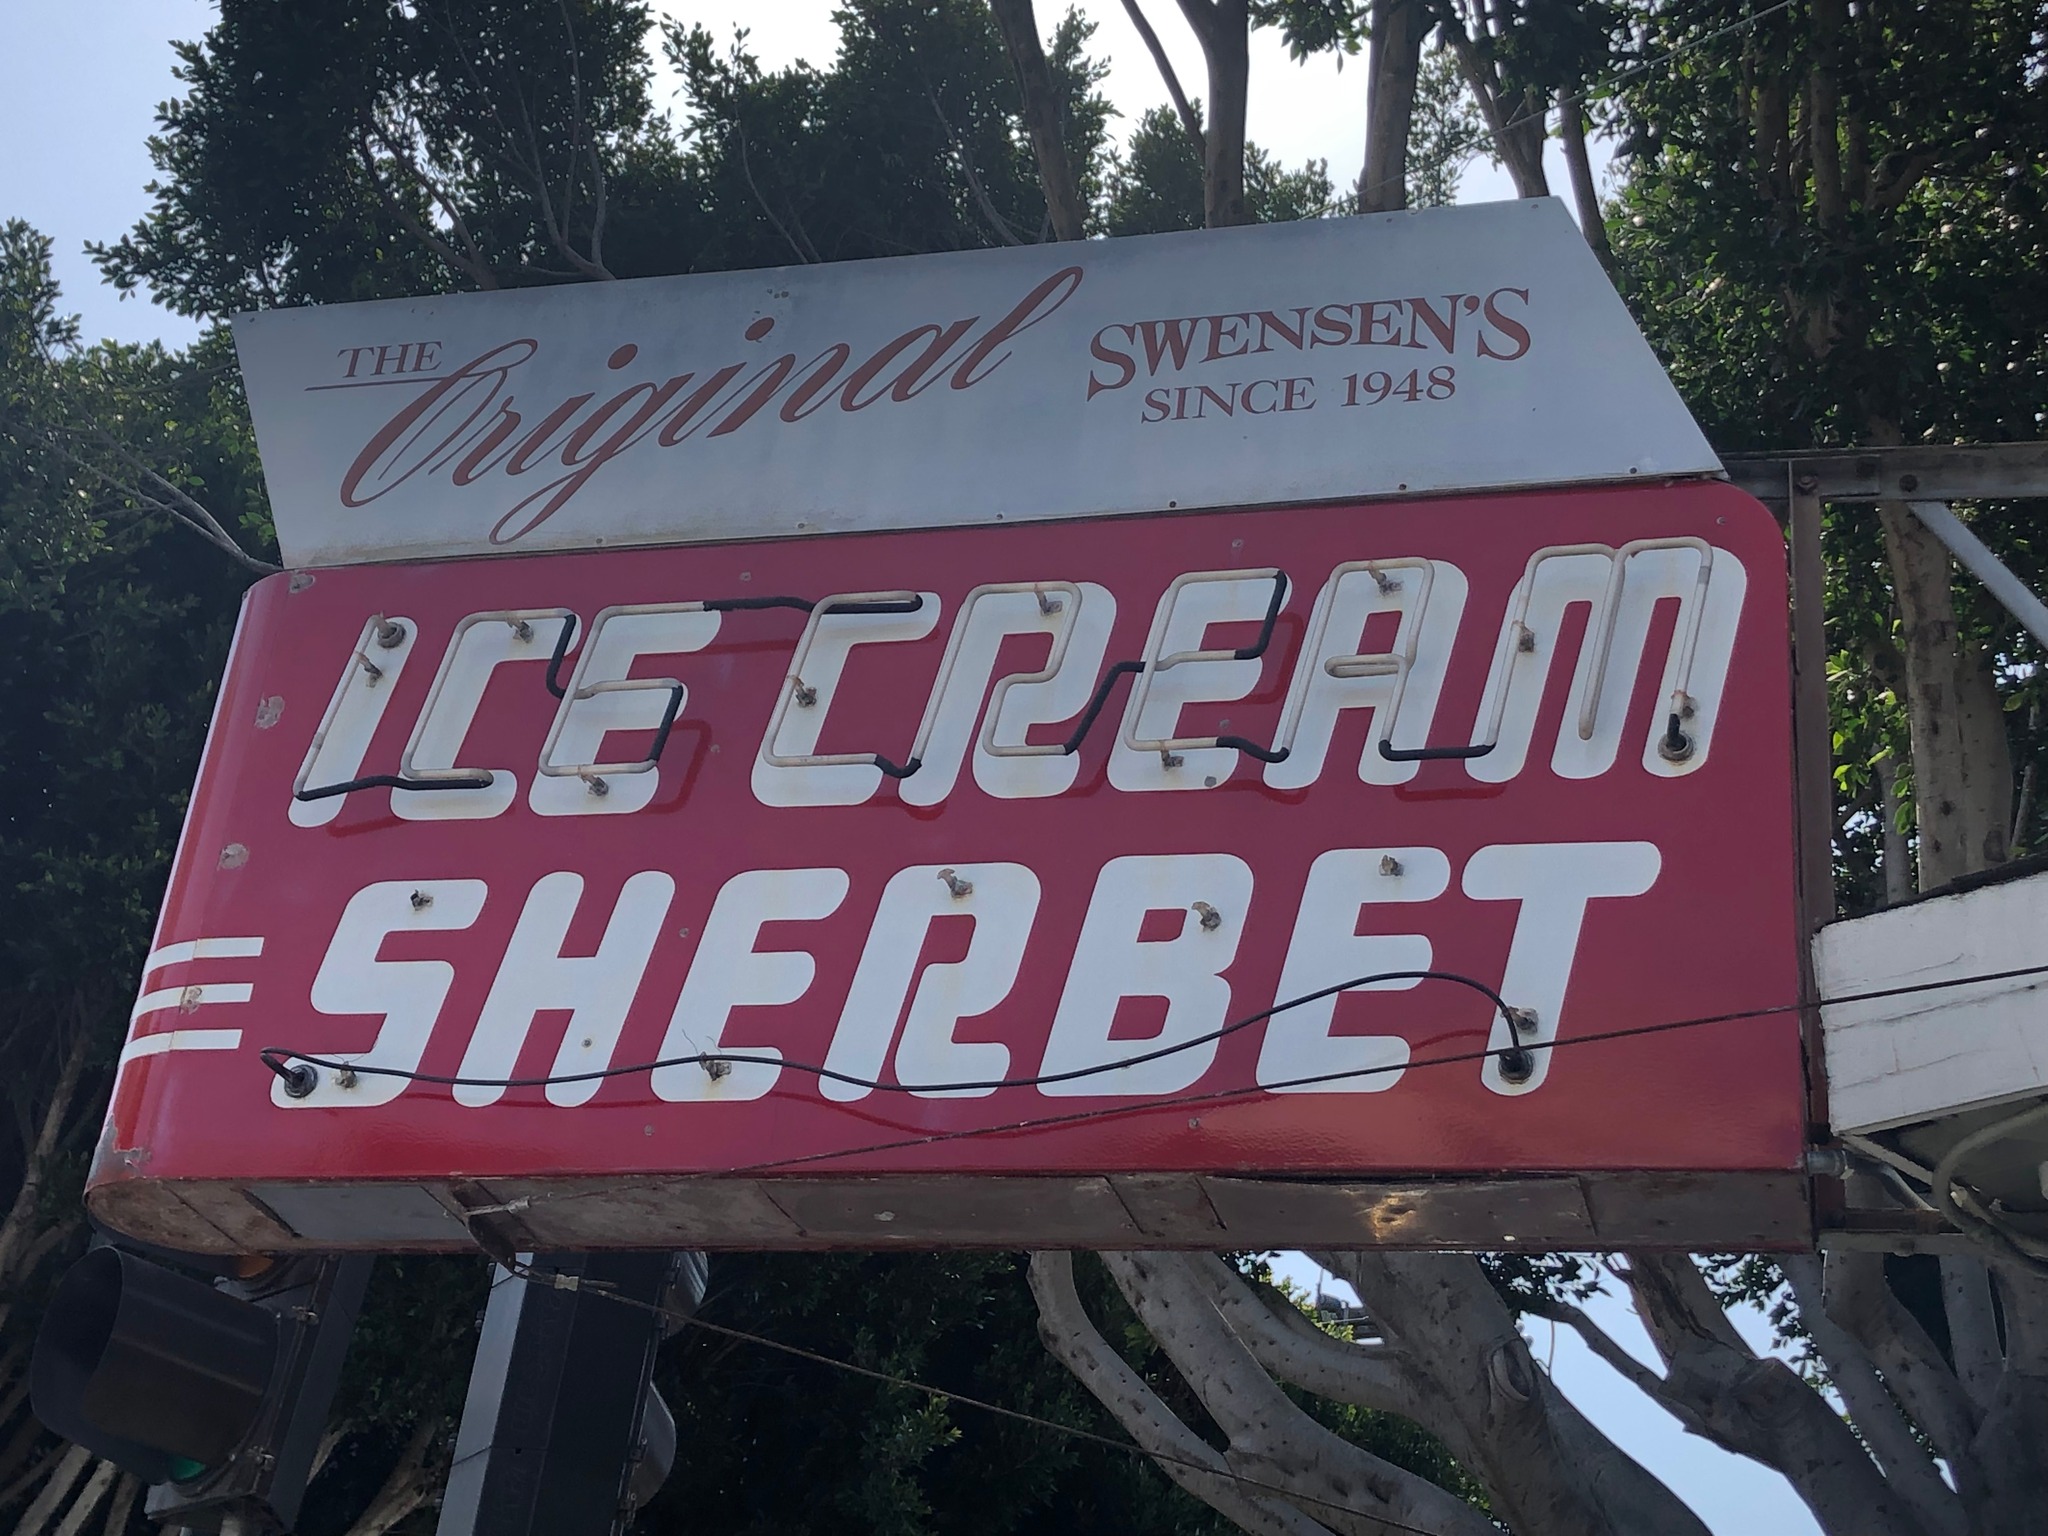 THE Original SWENSEN'S
SINCE 1948
ICE CREAM
SHERBET